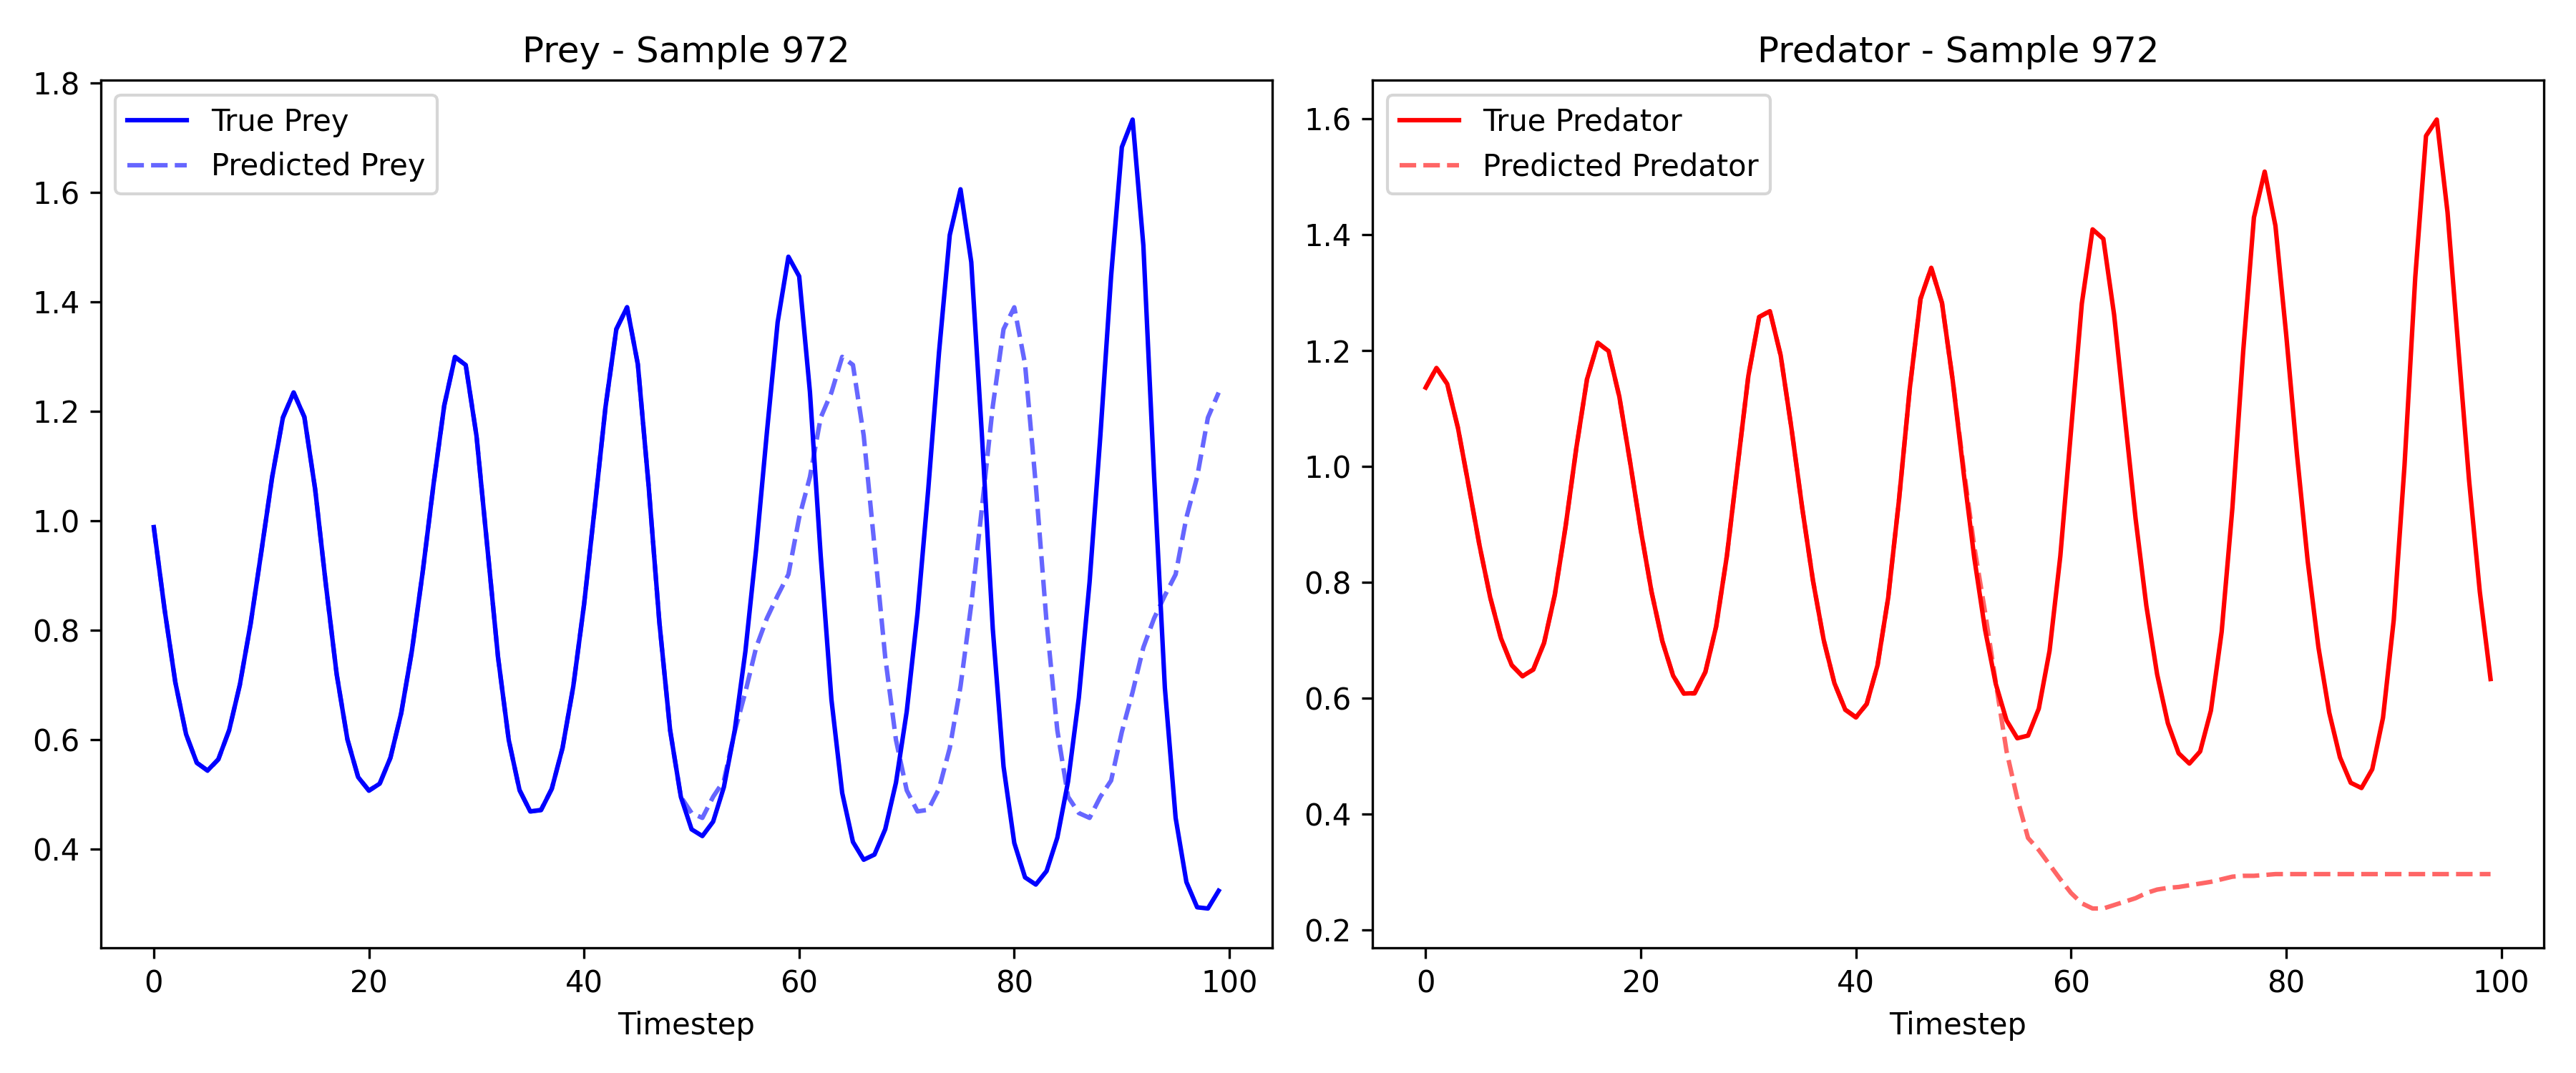 Prey - Sample 972
1.8
1.6
1.4
1.2
1.0
0.8
0.6
0.4
True Prey
Predicted Prey
0 20 40 60 80 100
Timestep
Predator - Sample 972
1.6
1.4
1.2
1.0
0.8
0.6
0.4
0.2
True Predator
Predicted Predator
0 20 40 60 80 100
Timestep